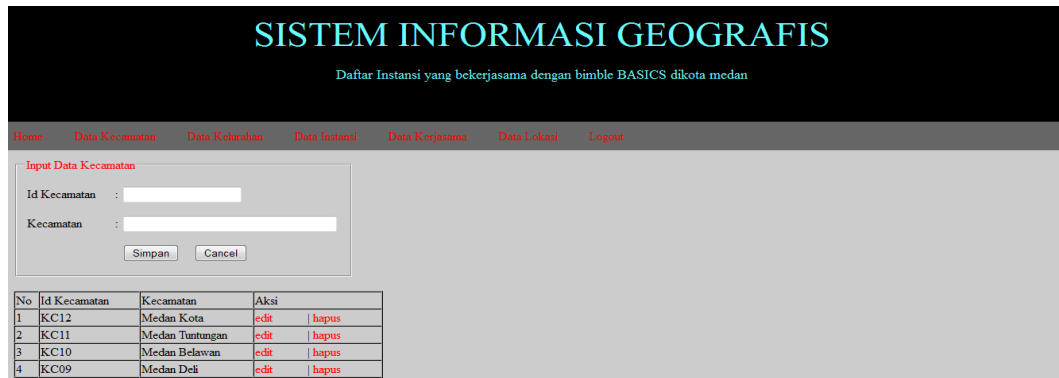 SISTEM INFORMASI GEOGRAFIS
Daftar Instansi yang bekerjasama dengan bimble BASICS dikota medan
Home Data Kecamatan Data Kelurahan Data Instansi Data Kerjasama Data Lokasi Logout
Input Data Kecamatan
Id Kecamatan :
Kecamatan :
Simpan Cancel
No Id Kecamatan Kecamatan Aksi
1 KC12 Medan Kota edit | hapus
2 KC11 Medan Tuntungan edit | hapus
3 KC10 Medan Belawan edit | hapus
4 KC09 Medan Deli edit | hapus